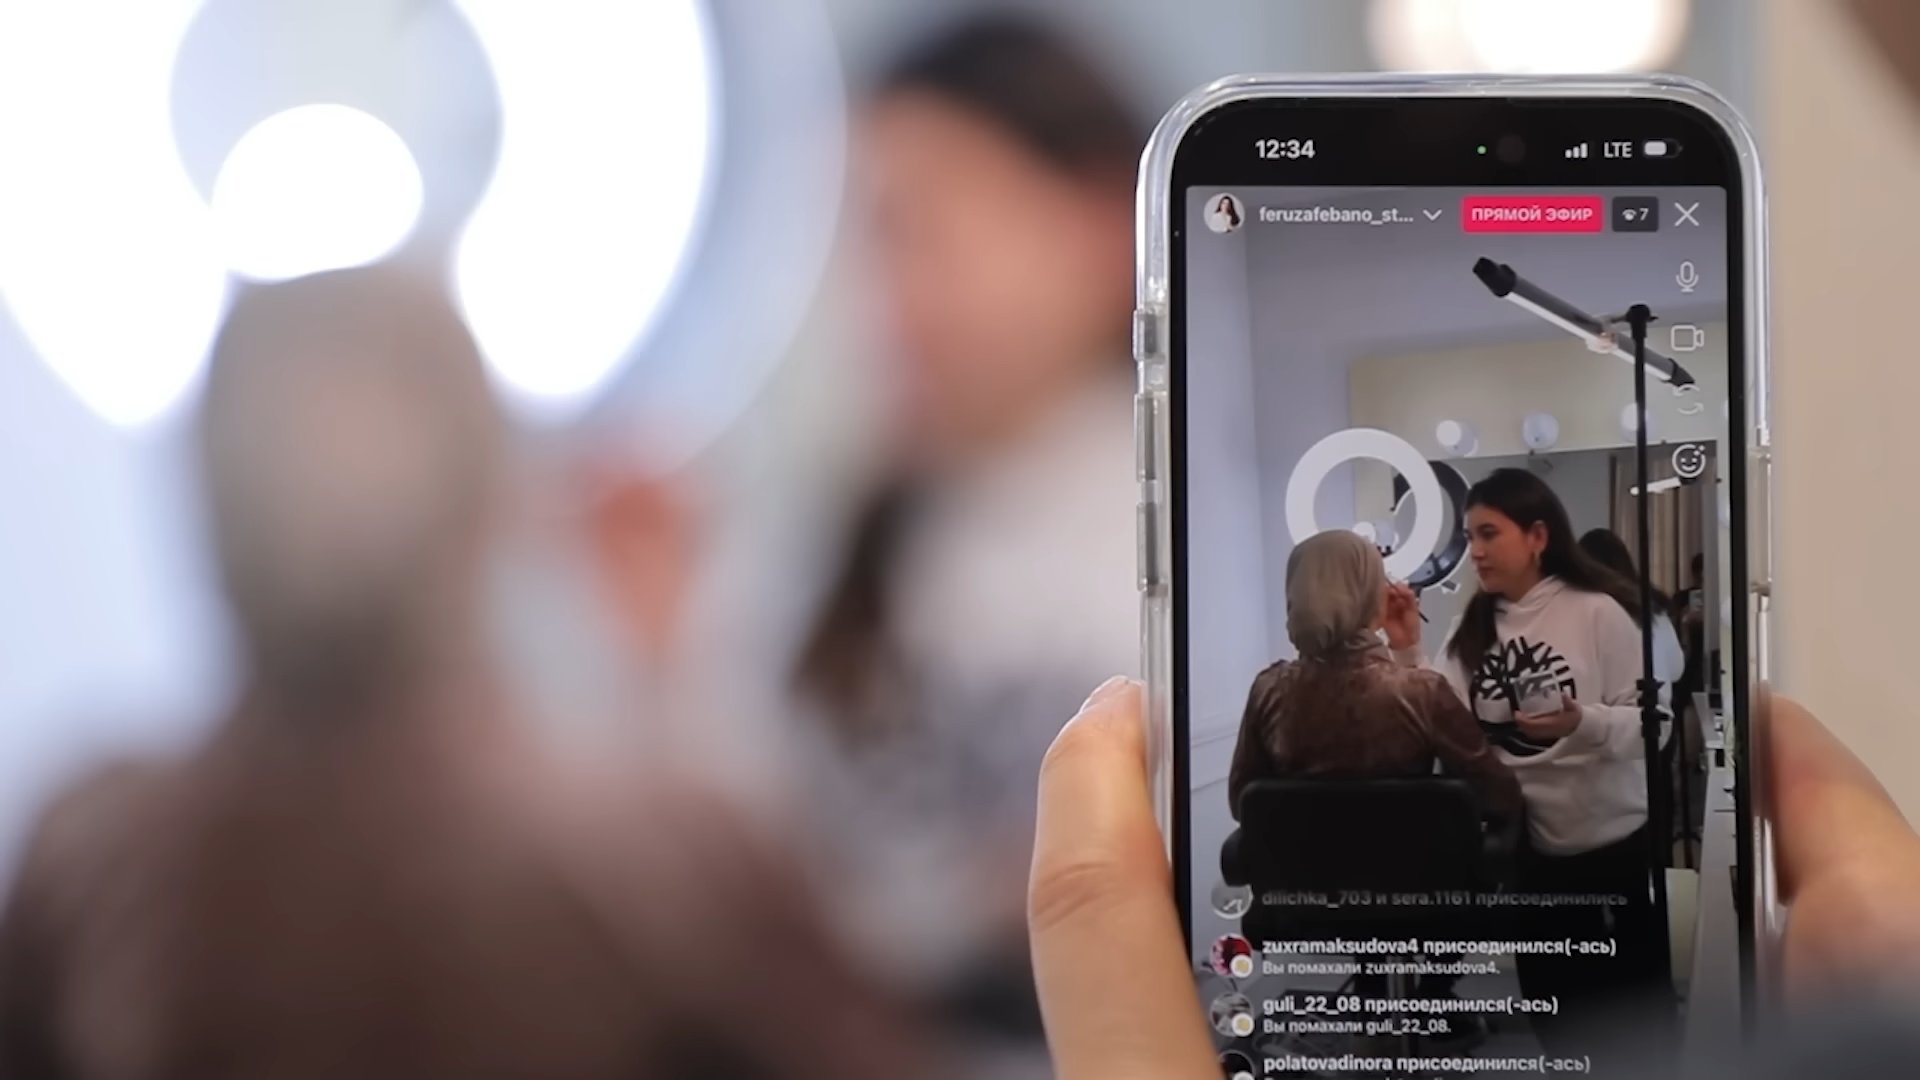 12:34
LTE
feruzafebano_st...
ПРЯМОЙ ЭФИР
7
dilichka_703 и sera.1161 присоединились
zuxramaksudova4 присоединился(-ась)
Вы помахали zuxramaksudova4.
guli_22_08 присоединился(-ась)
Вы помахали guli_22_08.
polatovadinora присоединился(-ась)